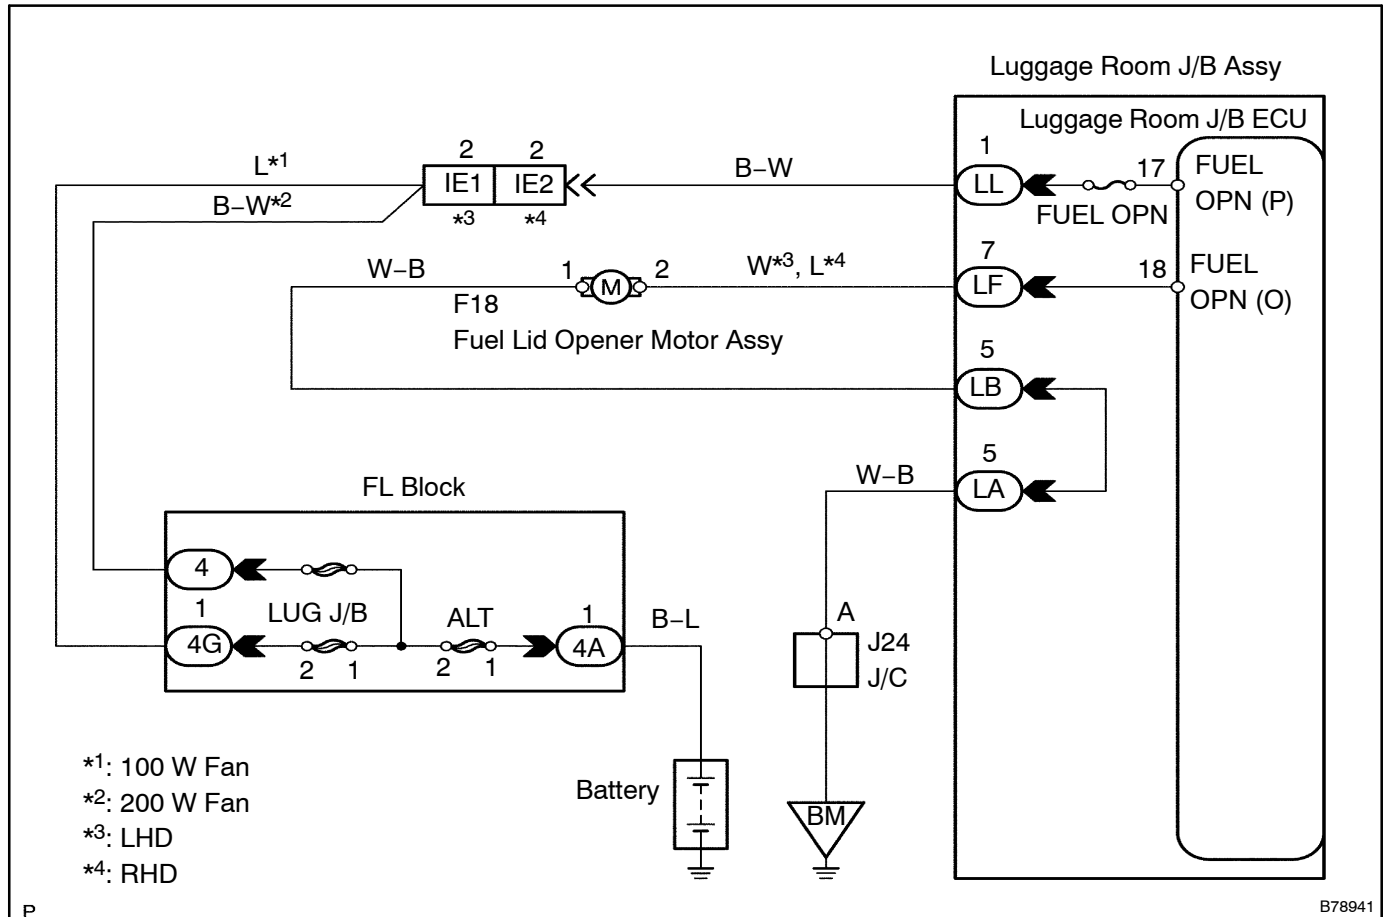 Luggage Room J/B Assy
Luggage Room J/B ECU
L*1
2 2
IE1 IE2
*3 *4
B–W
1
LL
17
FUEL OPN
FUEL
OPN (P)
B–W*2
W–B
1 M 2
F18
Fuel Lid Opener Motor Assy
W*3, L*4
7
LF
18
FUEL
OPN (O)
5
LB
5
LA
W–B
FL Block
4
1
4G
LUG J/B
2 1
ALT
2 1
1
4A
B–L
A
J24
J/C
BM
Battery
*1: 100 W Fan
*2: 200 W Fan
*3: LHD
*4: RHD
P
B78941